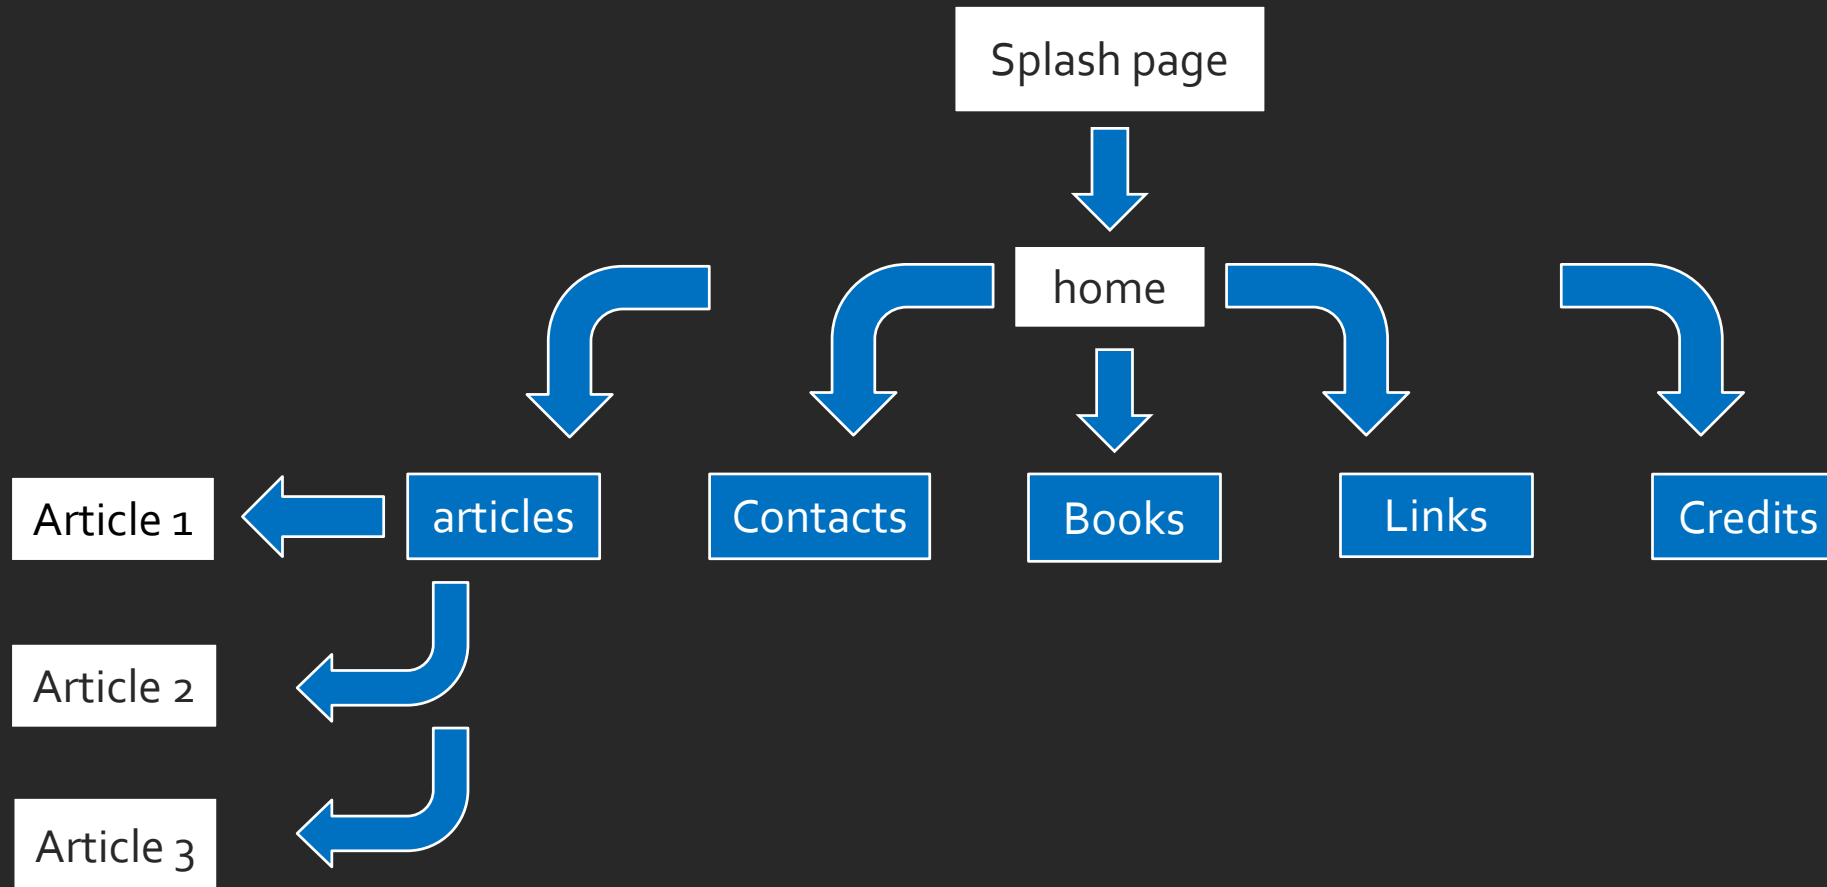 Splash page
home
articles
Contacts
Books
Links
Credits
Article 1
Article 2
Article 3